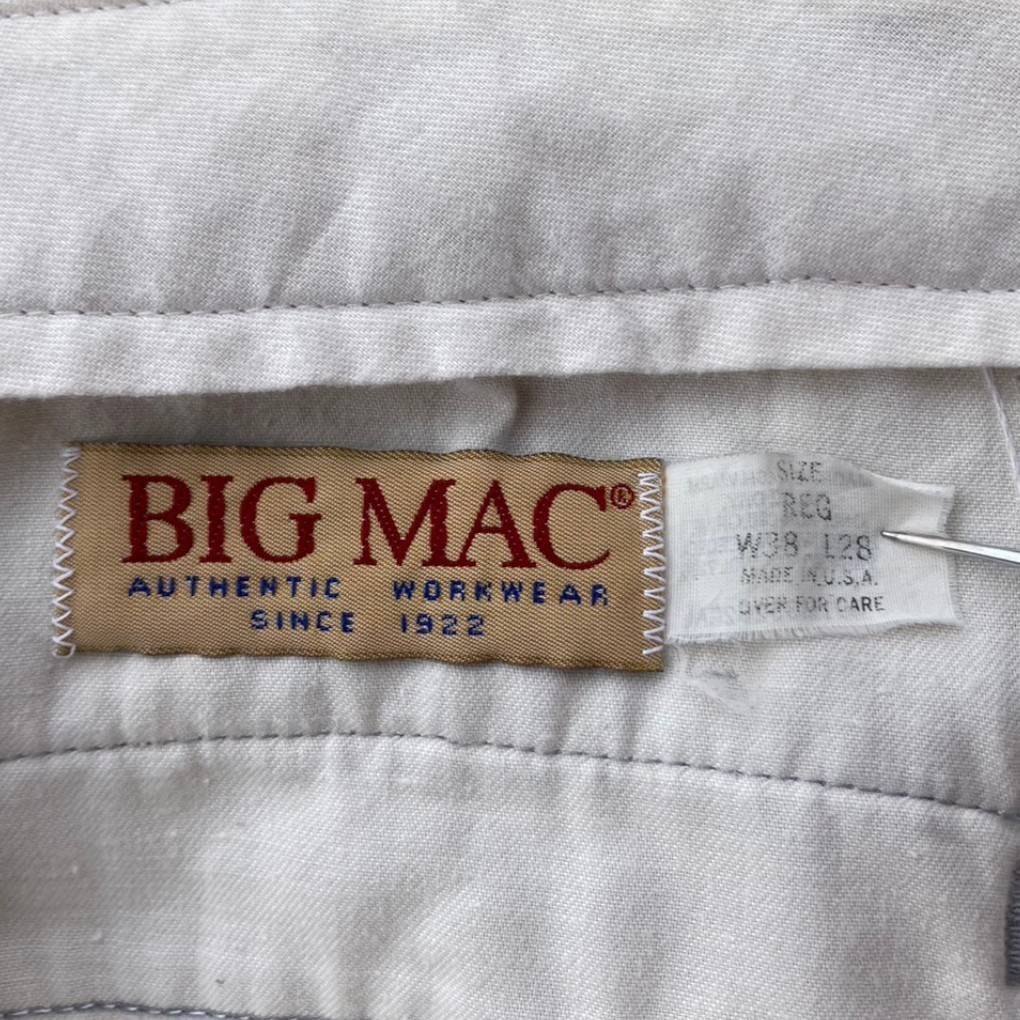 BIG MAC®
AUTHENTIC WORKWEAR
SINCE 1922
SIZE
REG
W38 L28
MADE IN U.S.A.
OVER FOR CARE